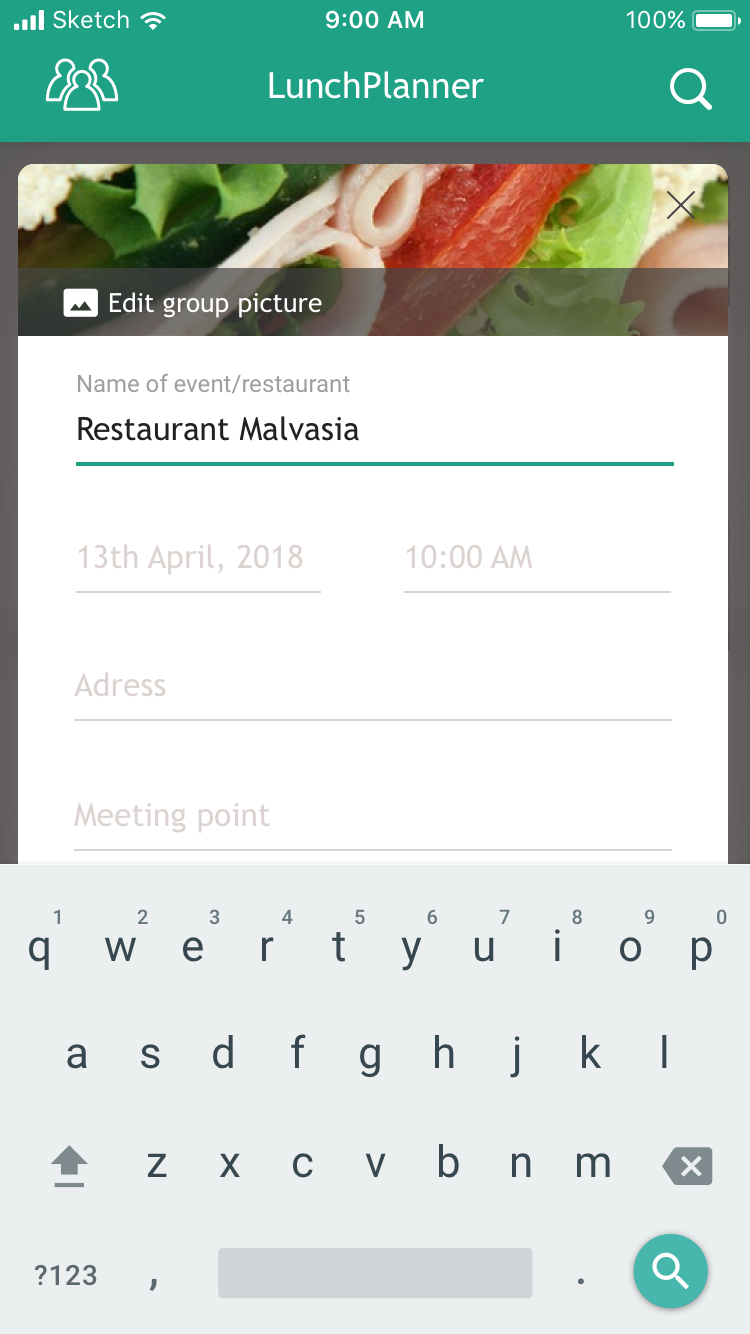 Sketch 9:00 AM 100%
LunchPlanner
Edit group picture
Name of event/restaurant
Restaurant Malvasia
13th April, 2018 10:00 AM
Adress
Meeting point
1 2 3 4 5 6 7 8 9 0
q w e r t y u i o p
a s d f g h j k l
z x c v b n m
?123 , .